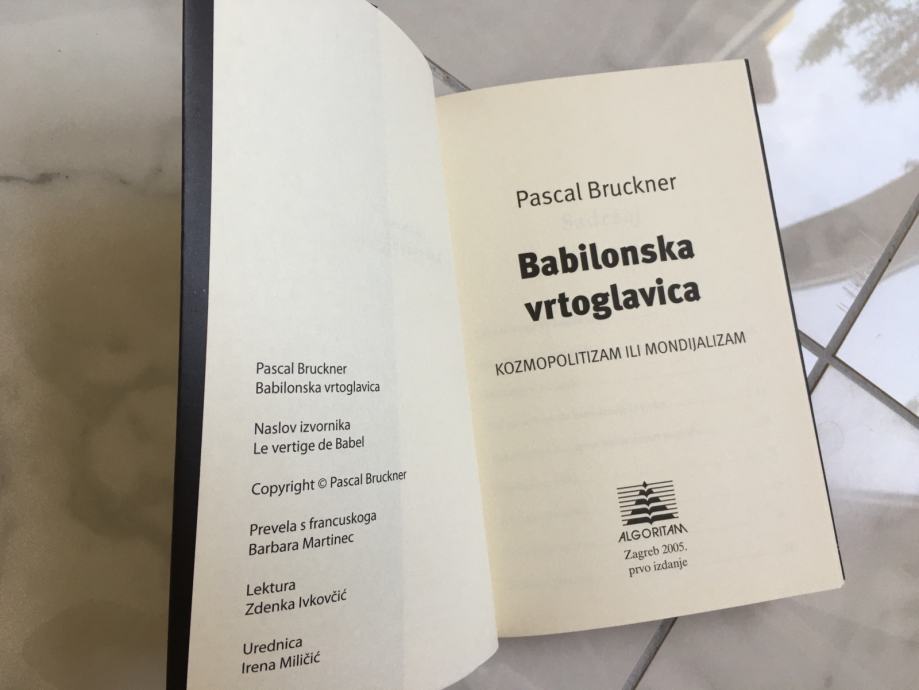 Pascal Bruckner
Babilonska vrtoglavica
Naslov izvornika
Le vertige de Babel
Copyright © Pascal Bruckner
Prevela s francuskoga
Barbara Martinec
Lektura
Zdenka Ivkovčić
Urednica
Irena Miličić
Pascal Bruckner
Babilonska
vrtoglavica
KOZMOPOLITIZAM ILI MONDIJALIZAM
ALGORITAM
Zagreb 2005.
prvo izdanje